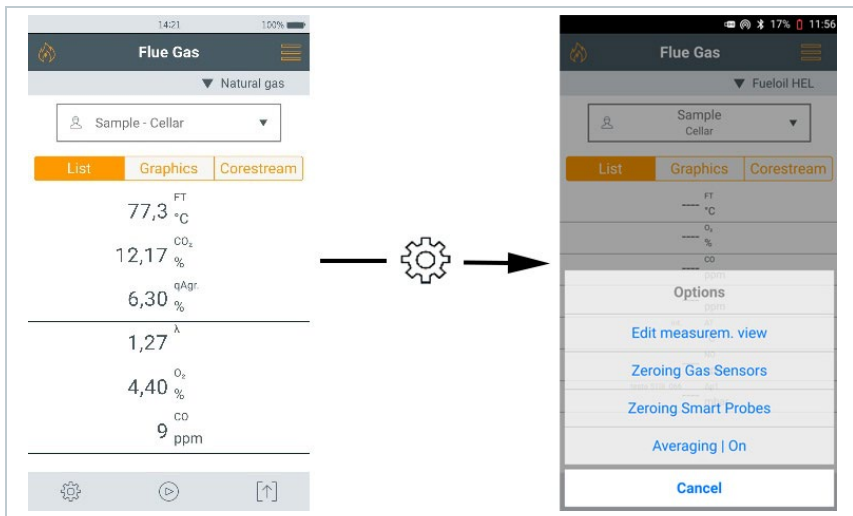 14:21 100%
Flue Gas
Natural gas
Sample - Cellar
List Graphics Corestream
77,3 FT °C
12,17 CO₂ %
6,30 qAgr. %
1,27 λ
4,40 O₂ %
9 CO ppm
17% 11:56
Flue Gas
Fueloil HEL
Sample
Cellar
List Graphics Corestream
---- FT °C
---- O₂ %
---- CO ppm
Options
ppm
Edit measurem. view
Zeroing Gas Sensors
Zeroing Smart Probes
Averaging | On
Cancel